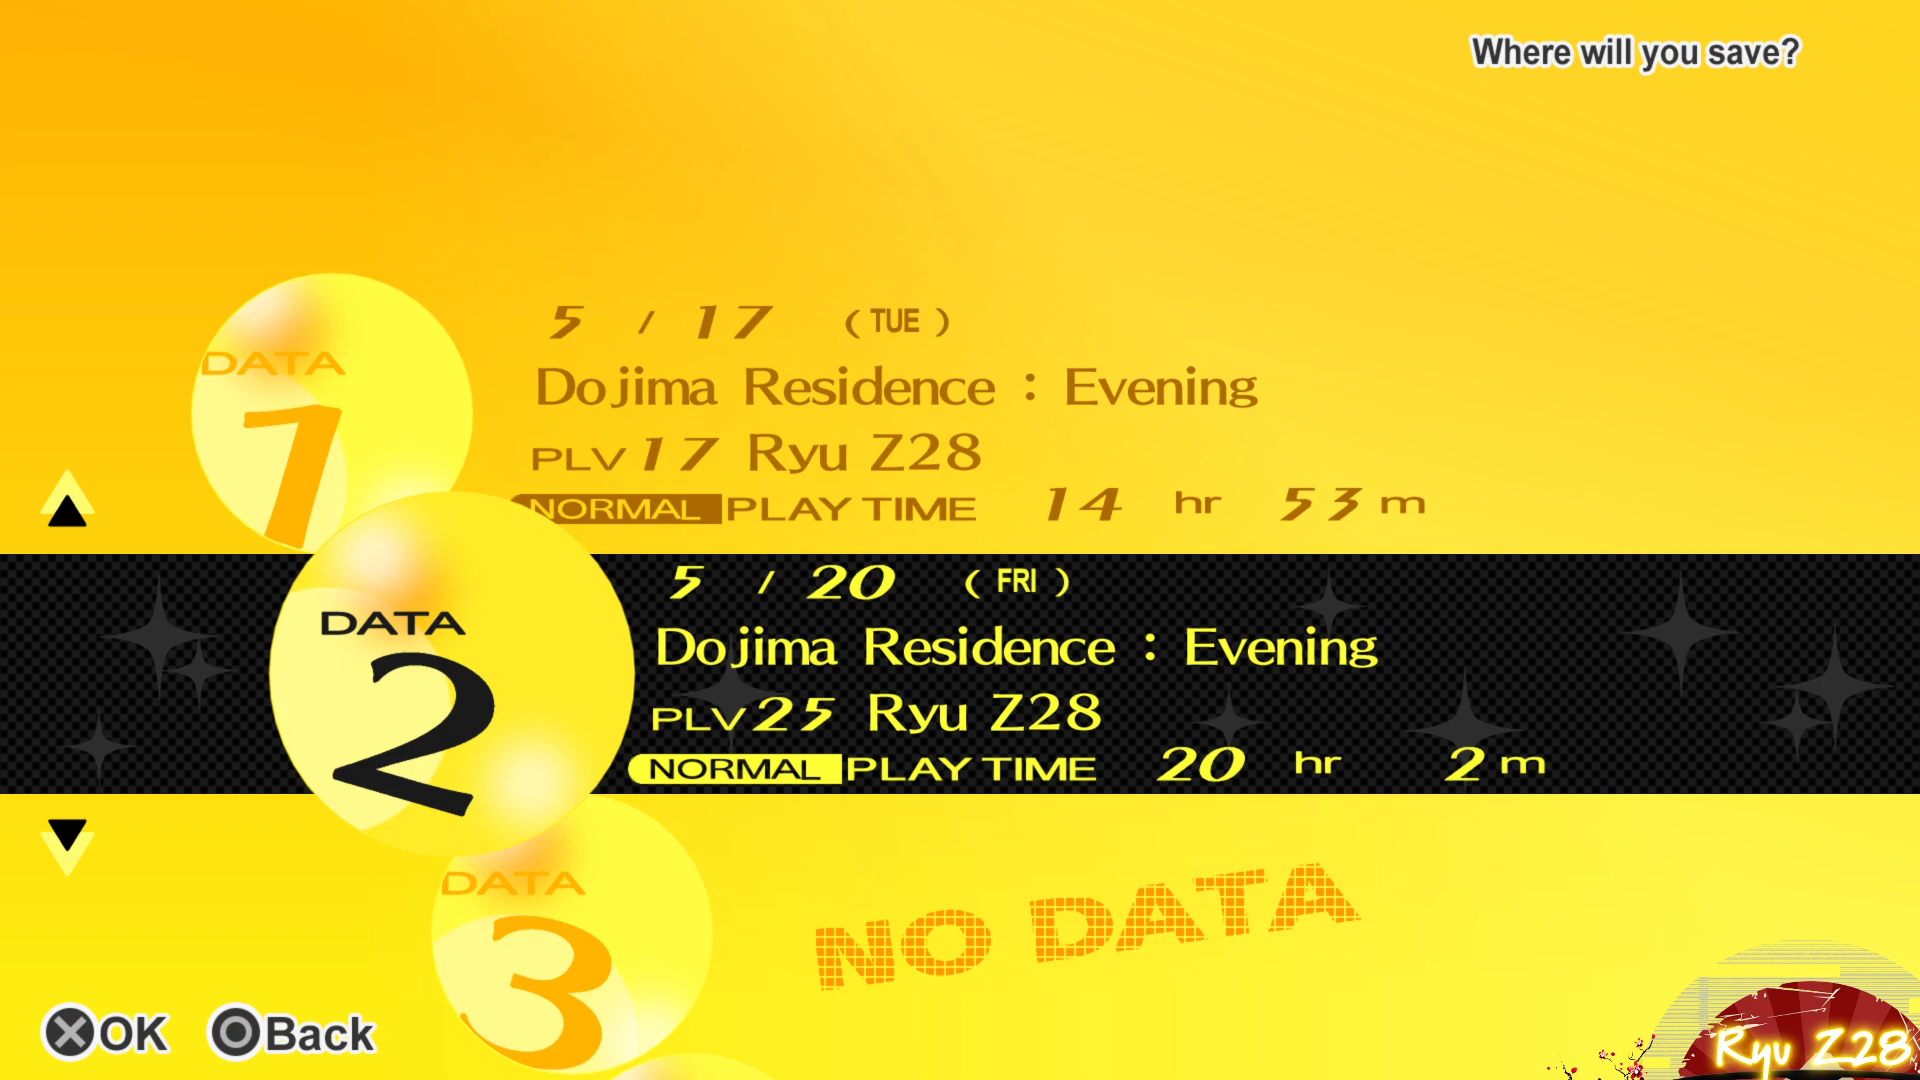 Where will you save?
DATA
1
5 / 17 (TUE)
Dojima Residence : Evening
PLV 17 Ryu Z28
NORMAL PLAY TIME 14 hr 53 m
DATA
2
5 / 20 (FRI)
Dojima Residence : Evening
PLV 25 Ryu Z28
NORMAL PLAY TIME 20 hr 2 m
DATA
3
NO DATA
OK Back
Ryu Z28